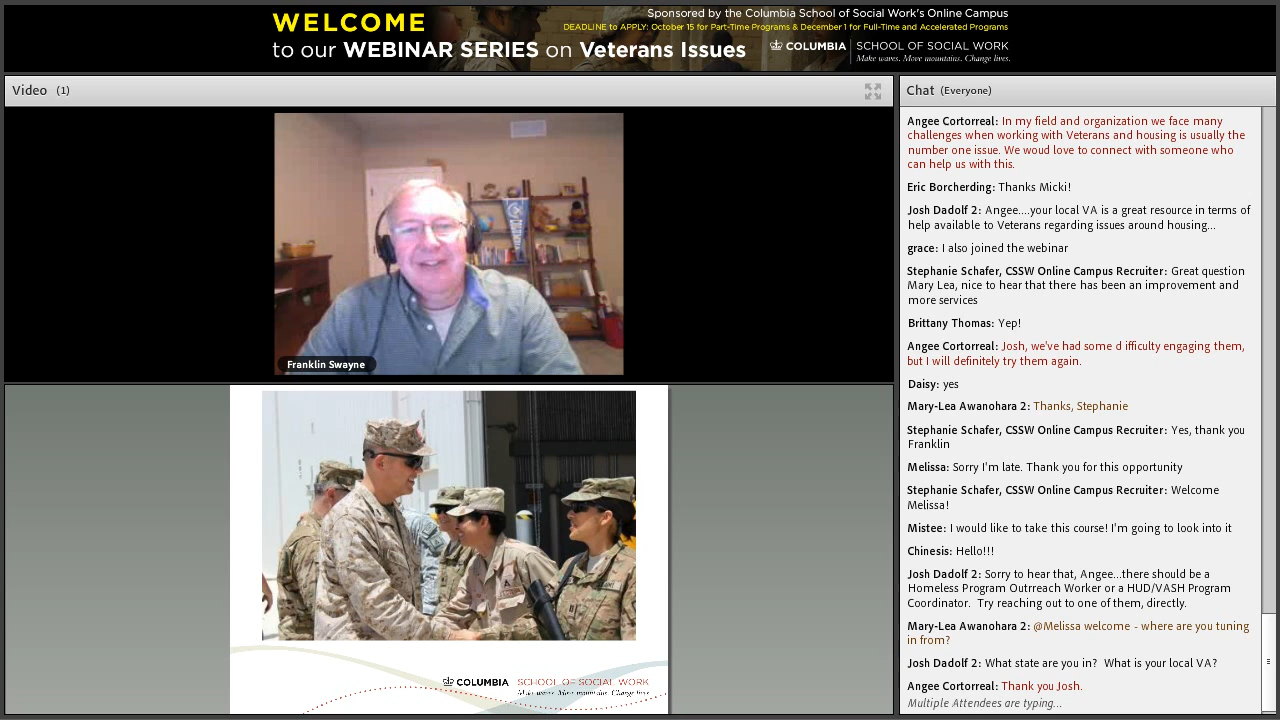 WELCOME
Sponsored by the Columbia School of Social Work's Online Campus
DEADLINE to APPLY: October 15 for Part-Time Programs & December 1 for Full-Time and Accelerated Programs
to our WEBINAR SERIES on Veterans Issues
COLUMBIA SCHOOL OF SOCIAL WORK
Make waves. Move mountains. Change lives.
Video (1)
Franklin Swayne
COLUMBIA SCHOOL OF SOCIAL WORK
Make waves. Move mountains. Change lives.
Chat (Everyone)
Angee Cortorreal: In my field and organization we face many
challenges when working with Veterans and housing is usually the
number one issue. We woud love to connect with someone who
can help us with this.
Eric Borcherding: Thanks Micki!
Josh Dadolf 2: Angee....your local VA is a great resource in terms of
help available to Veterans regarding issues around housing...
grace: I also joined the webinar
Stephanie Schafer, CSSW Online Campus Recruiter: Great question
Mary Lea, nice to hear that there has been an improvement and
more services
Brittany Thomas: Yep!
Angee Cortorreal: Josh, we've had some d ifficulty engaging them,
but I will definitely try them again.
Daisy: yes
Mary-Lea Awanohara 2: Thanks, Stephanie
Stephanie Schafer, CSSW Online Campus Recruiter: Yes, thank you
Franklin
Melissa: Sorry I'm late. Thank you for this opportunity
Stephanie Schafer, CSSW Online Campus Recruiter: Welcome
Melissa!
Mistee: I would like to take this course! I'm going to look into it
Chinesis: Hello!!!
Josh Dadolf 2: Sorry to hear that, Angee...there should be a
Homeless Program Outreach Worker or a HUD/VASH Program
Coordinator. Try reaching out to one of them, directly.
Mary-Lea Awanohara 2: @Melissa welcome - where are you tuning
in from?
Josh Dadolf 2: What state are you in? What is your local VA?
Angee Cortorreal: Thank you Josh.
Multiple Attendees are typing...